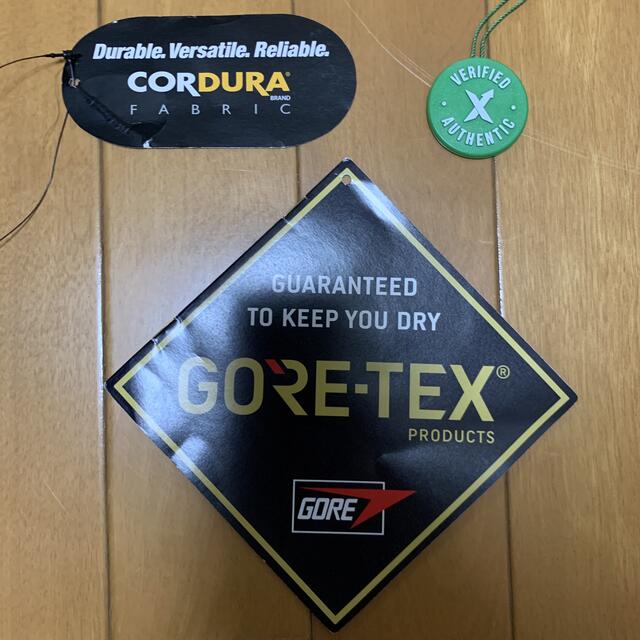 Durable. Versatile. Reliable.
CORDURA®
BRAND
FABRIC
VERIFIED
X
AUTHENTIC
GUARANTEED
TO KEEP YOU DRY
GORE-TEX®
PRODUCTS
GORE